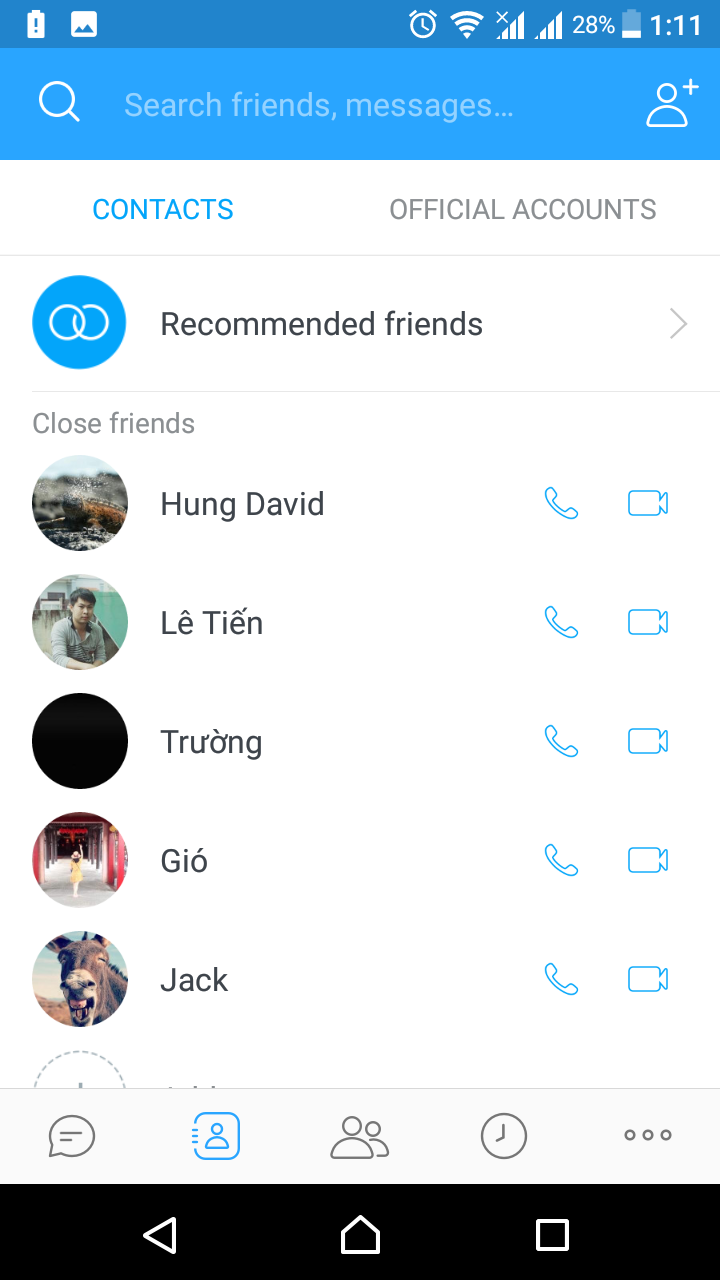 28% 1:11
Search friends, messages...
CONTACTS OFFICIAL ACCOUNTS
Recommended friends
Close friends
Hung David
Lê Tiến
Trường
Gió
Jack